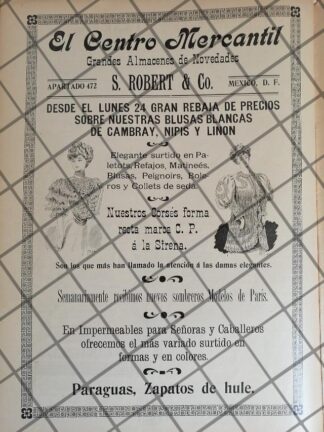 El Centro Mercantil
Grandes Almacenes de Novedades
APARTADO 472 S. ROBERT & Co. MEXICO, D. F.
DESDE EL LUNES 24 GRAN REBAJA DE PRECIOS
SOBRE NUESTRAS BLUSAS BLANCAS
DE CAMBRAY, NIPIS Y LINON
Elegante surtido en Pa-
letots, Refajos, Matineés,
Blusas, Peignoirs, Bole-
ros y Collets de seda.
Nuestros Corsés forma
recta marca C. P.
á la Sirena.
Son los que más han llamado la atención á las damas elegantes.
Semanariamente recibimos nuevos sombreros Modelos de Paris.
En Impermeables para Señoras y Caballeros
ofrecemos el más variado surtido en
formas y en colores.
Paraguas, Zapatos de hule.